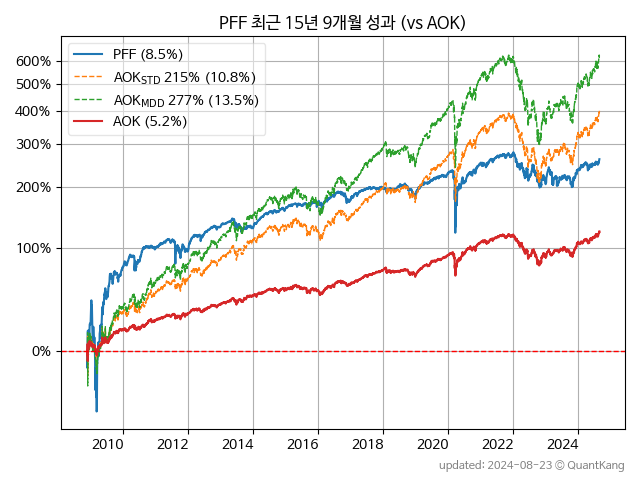 PFF 최근 15년 9개월 성과 (vs AOK)
PFF (8.5%)
AOK_STD 215% (10.8%)
AOK_MDD 277% (13.5%)
AOK (5.2%)
600%
500%
400%
300%
200%
100%
0%
2010 2012 2014 2016 2018 2020 2022 2024
updated: 2024-08-23 © QuantKang